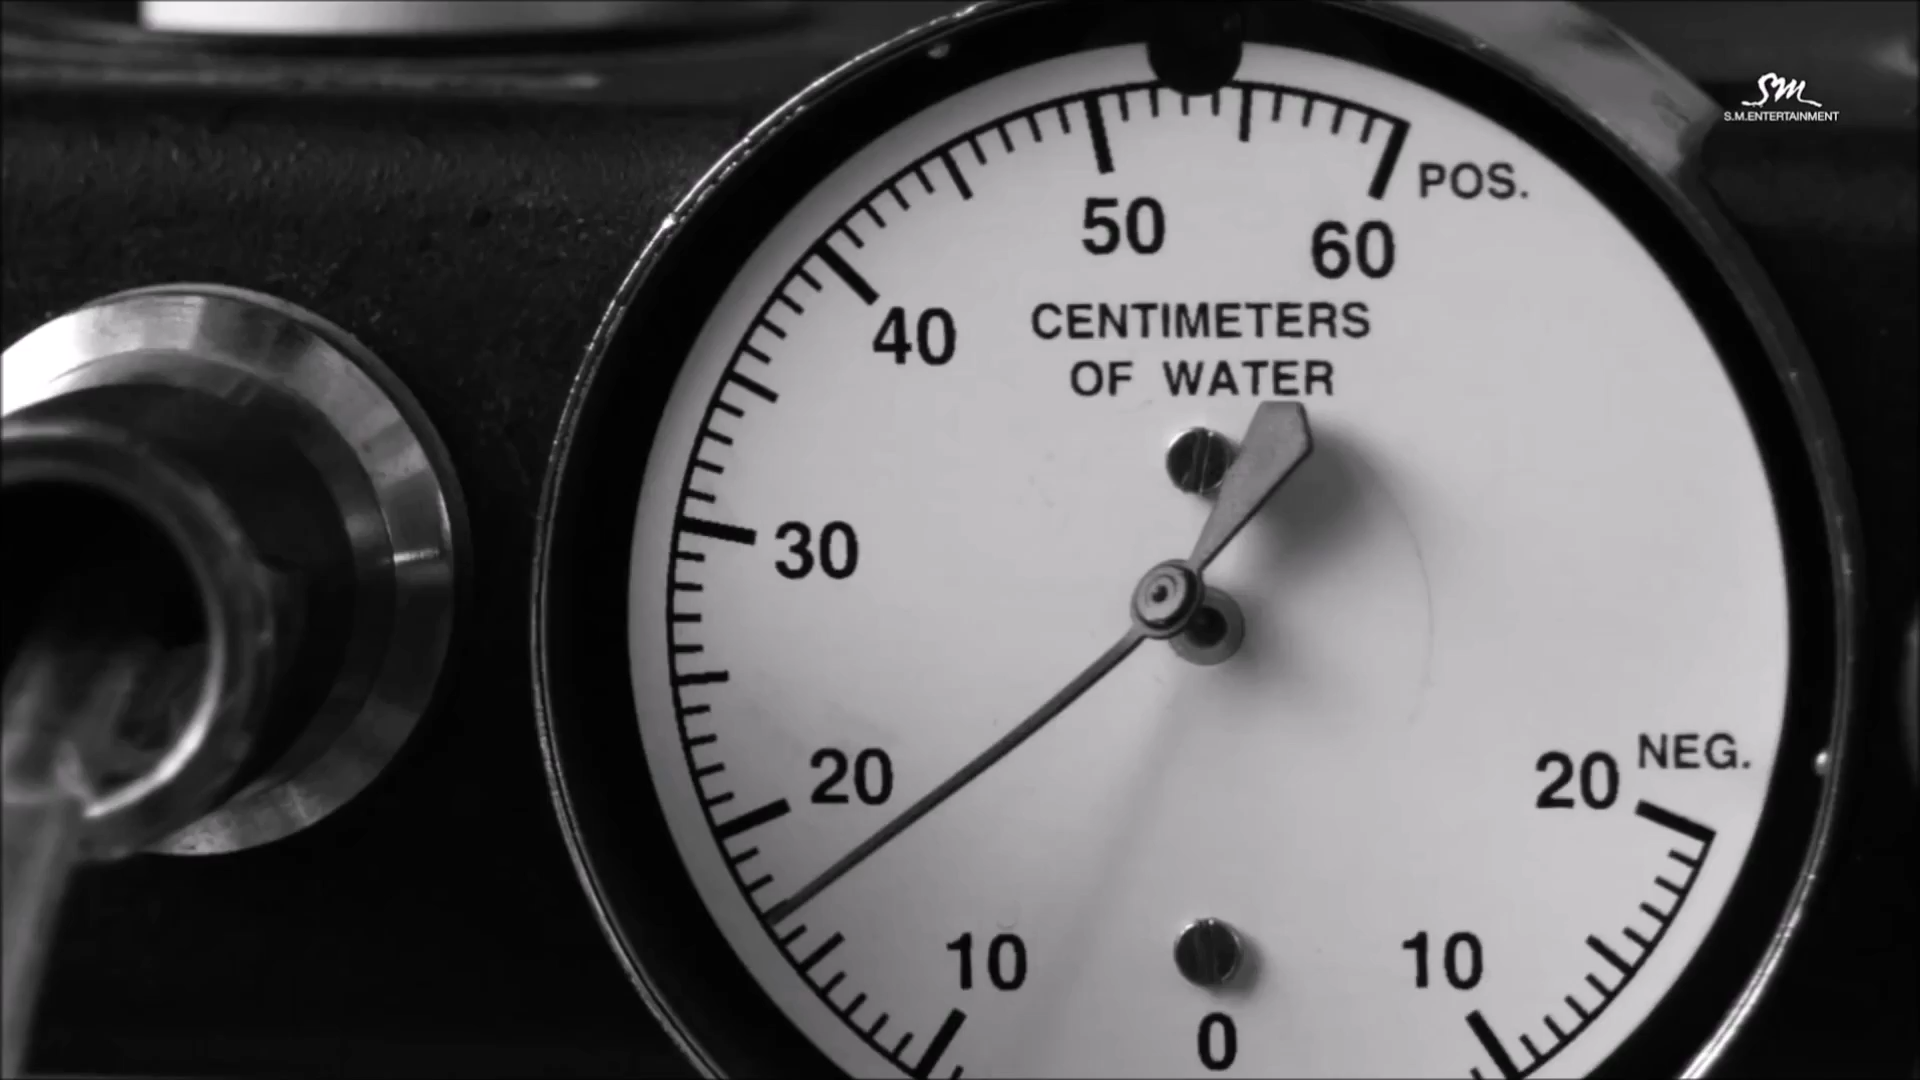 SM
S.M.ENTERTAINMENT
POS.
50
60
40
CENTIMETERS
OF WATER
30
20
20 NEG.
10
10
0